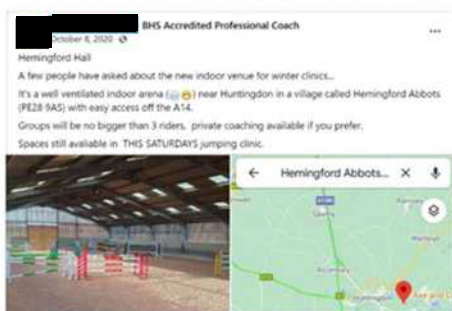 BHS Accredited Professional Coach
October 8, 2020
Hemingford Hall
A few people have asked about the new indoor venue for winter clinics...
It's a well ventilated indoor arena (🌧️😁) near Huntingdon in a village called Hemingford Abbots
(PE28 9AS) with easy access off the A14.
Groups will be no bigger than 3 riders, private coaching available if you prefer.
Spaces still available in THIS SATURDAYS jumping clinic.
Hemingford Abbots...
Huntingdon